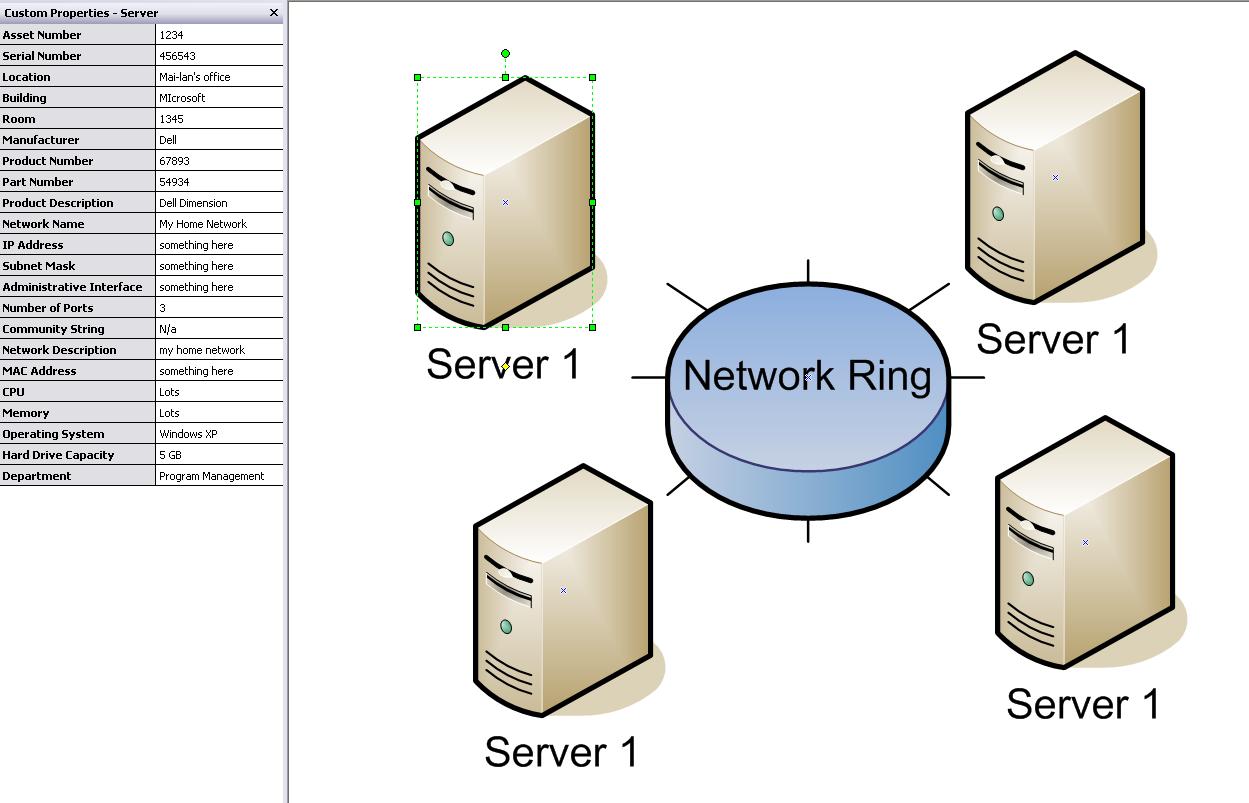 Custom Properties - Server
Asset Number 1234
Serial Number 456543
Location Mai-lan's office
Building MIcrosoft
Room 1345
Manufacturer Dell
Product Number 67893
Part Number 54934
Product Description Dell Dimension
Network Name My Home Network
IP Address something here
Subnet Mask something here
Administrative Interface something here
Number of Ports 3
Community String N/a
Network Description my home network
MAC Address something here
CPU Lots
Memory Lots
Operating System Windows XP
Hard Drive Capacity 5 GB
Department Program Management
Server 1
Server 1
Network Ring
Server 1
Server 1